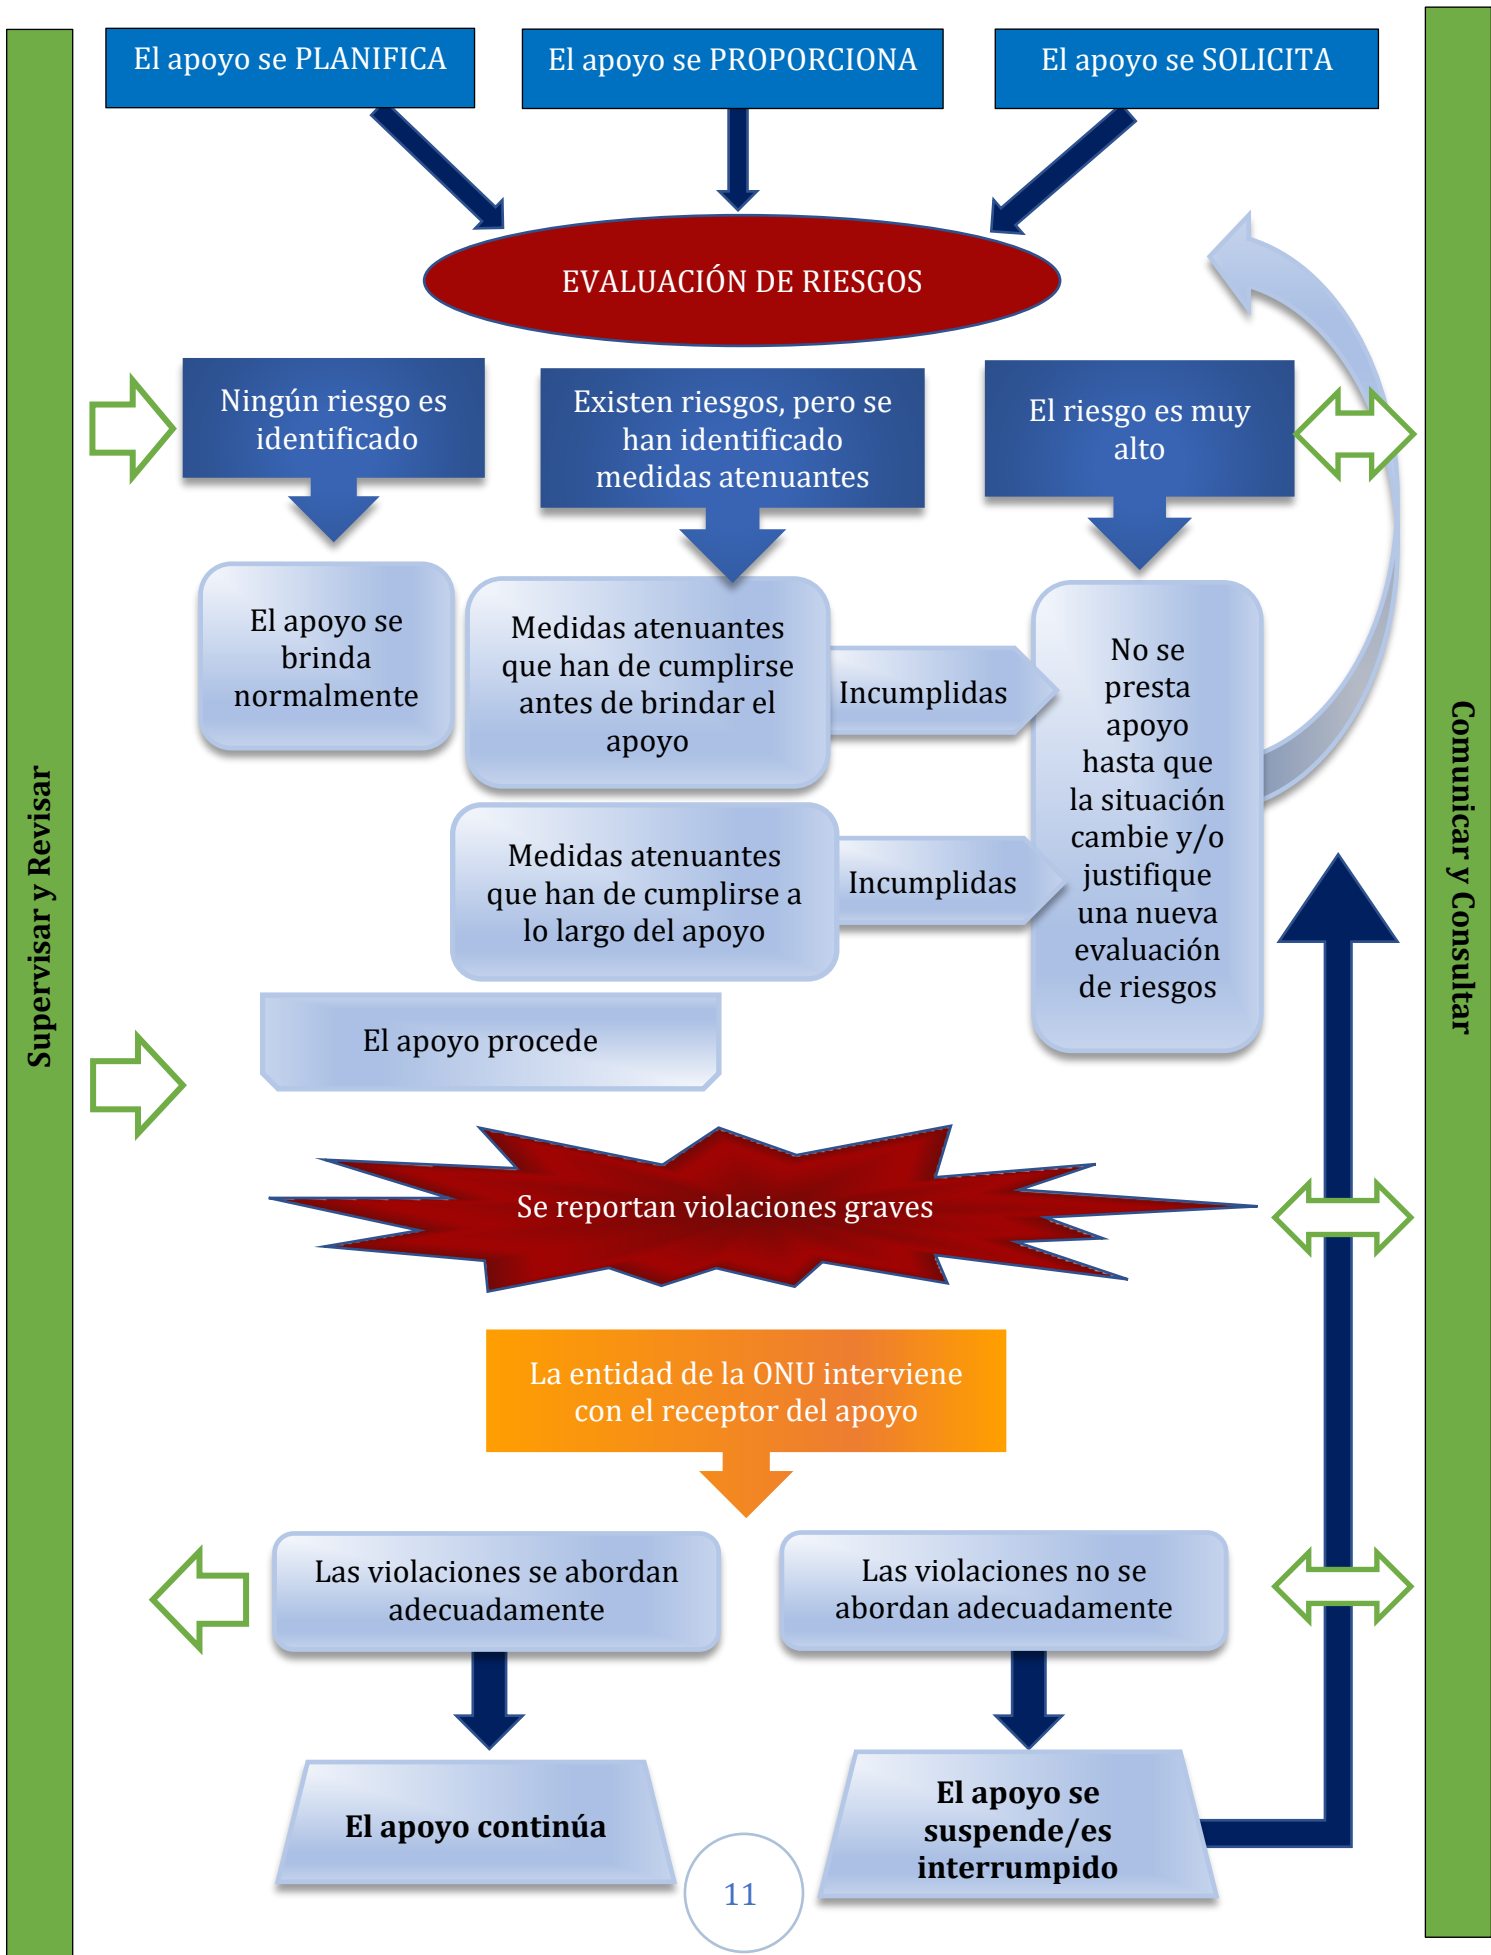 El apoyo se PLANIFICA
El apoyo se PROPORCIONA
El apoyo se SOLICITA
EVALUACIÓN DE RIESGOS
Ningún riesgo es
identificado
Existen riesgos, pero se
han identificado
medidas atenuantes
El riesgo es muy
alto
El apoyo se
brinda
normalmente
Medidas atenuantes
que han de cumplirse
antes de brindar el
apoyo
Incumplidas
No se
presta
apoyo
hasta que
la situación
cambie y/o
justifique
una nueva
evaluación
de riesgos
Medidas atenuantes
que han de cumplirse a
lo largo del apoyo
Incumplidas
El apoyo procede
Se reportan violaciones graves
La entidad de la ONU interviene
con el receptor del apoyo
Las violaciones se abordan
adecuadamente
Las violaciones no se
abordan adecuadamente
El apoyo continúa
El apoyo se
suspende/es
interrumpido
Supervisar y Revisar
Comunicar y Consultar
11